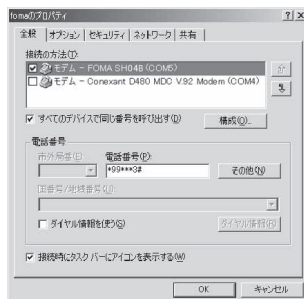 fomaのプロパティ
全般 オプション セキュリティ ネットワーク 共有
接続の方法(T):
モデム - FOMA SH04B (COM5)
モデム - Conexant D480 MDC V.92 Modem (COM4)
すべてのデバイスで同じ番号を呼び出す(D)
構成(O)...
電話番号
市外局番(E): 電話番号(P):
*99***3#
その他(N)
国番号/地域番号(U):
ダイヤル情報を使う(S)
ダイヤル情報(R)
接続時にタスク バーにアイコンを表示する(W)
OK キャンセル